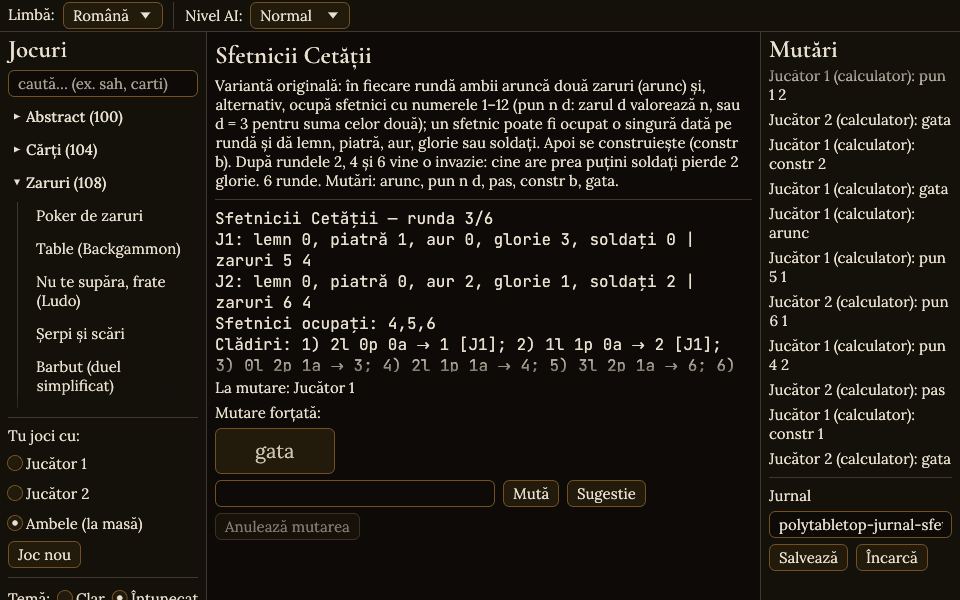 Limbă: Română ▼ Nivel AI: Normal ▼
Jocuri
caută... (ex. sah, carti)
▸ Abstract (100)
▸ Cărți (104)
▾ Zaruri (108)
Poker de zaruri
Table (Backgammon)
Nu te supăra, frate
(Ludo)
Șerpi și scări
Barbut (duel
simplificat)
Tu joci cu:
Jucător 1
Jucător 2
Ambele (la masă)
Joc nou
Temă: Clar Întunecat
Sfetnicii Cetății
Variantă originală: în fiecare rundă ambii aruncă două zaruri (arunc) și,
alternativ, ocupă sfetnici cu numerele 1–12 (pun n d: zarul d valorează n, sau
d = 3 pentru suma celor două); un sfetnic poate fi ocupat o singură dată pe
rundă și dă lemn, piatră, aur, glorie sau soldați. Apoi se construiește (constr
b). După rundele 2, 4 și 6 vine o invazie: cine are prea puțini soldați pierde 2
glorie. 6 runde. Mutări: arunc, pun n d, pas, constr b, gata.
Sfetnicii Cetății — runda 3/6
J1: lemn 0, piatră 1, aur 0, glorie 3, soldați 0 |
zaruri 5 4
J2: lemn 0, piatră 0, aur 2, glorie 1, soldați 2 |
zaruri 6 4
Sfetnici ocupați: 4,5,6
Clădiri: 1) 2l 0p 0a → 1 [J1]; 2) 1l 1p 0a → 2 [J1];
3) 0l 2p 1a → 3; 4) 2l 2p 1a → 4; 5) 3l 2p 1a → 6; 6)
La mutare: Jucător 1
Mutare forțată:
gata
Mută Sugestie
Anulează mutarea
Mutări
Jucător 1 (calculator): pun
1 2
Jucător 2 (calculator): gata
Jucător 1 (calculator):
constr 2
Jucător 1 (calculator): gata
Jucător 1 (calculator):
arunc
Jucător 1 (calculator): pun
5 1
Jucător 2 (calculator): pun
6 1
Jucător 1 (calculator): pun
4 2
Jucător 2 (calculator): pas
Jucător 1 (calculator):
constr 1
Jucător 2 (calculator): gata
Jurnal
polytabletop-jurnal-sfe
Salvează Încarcă